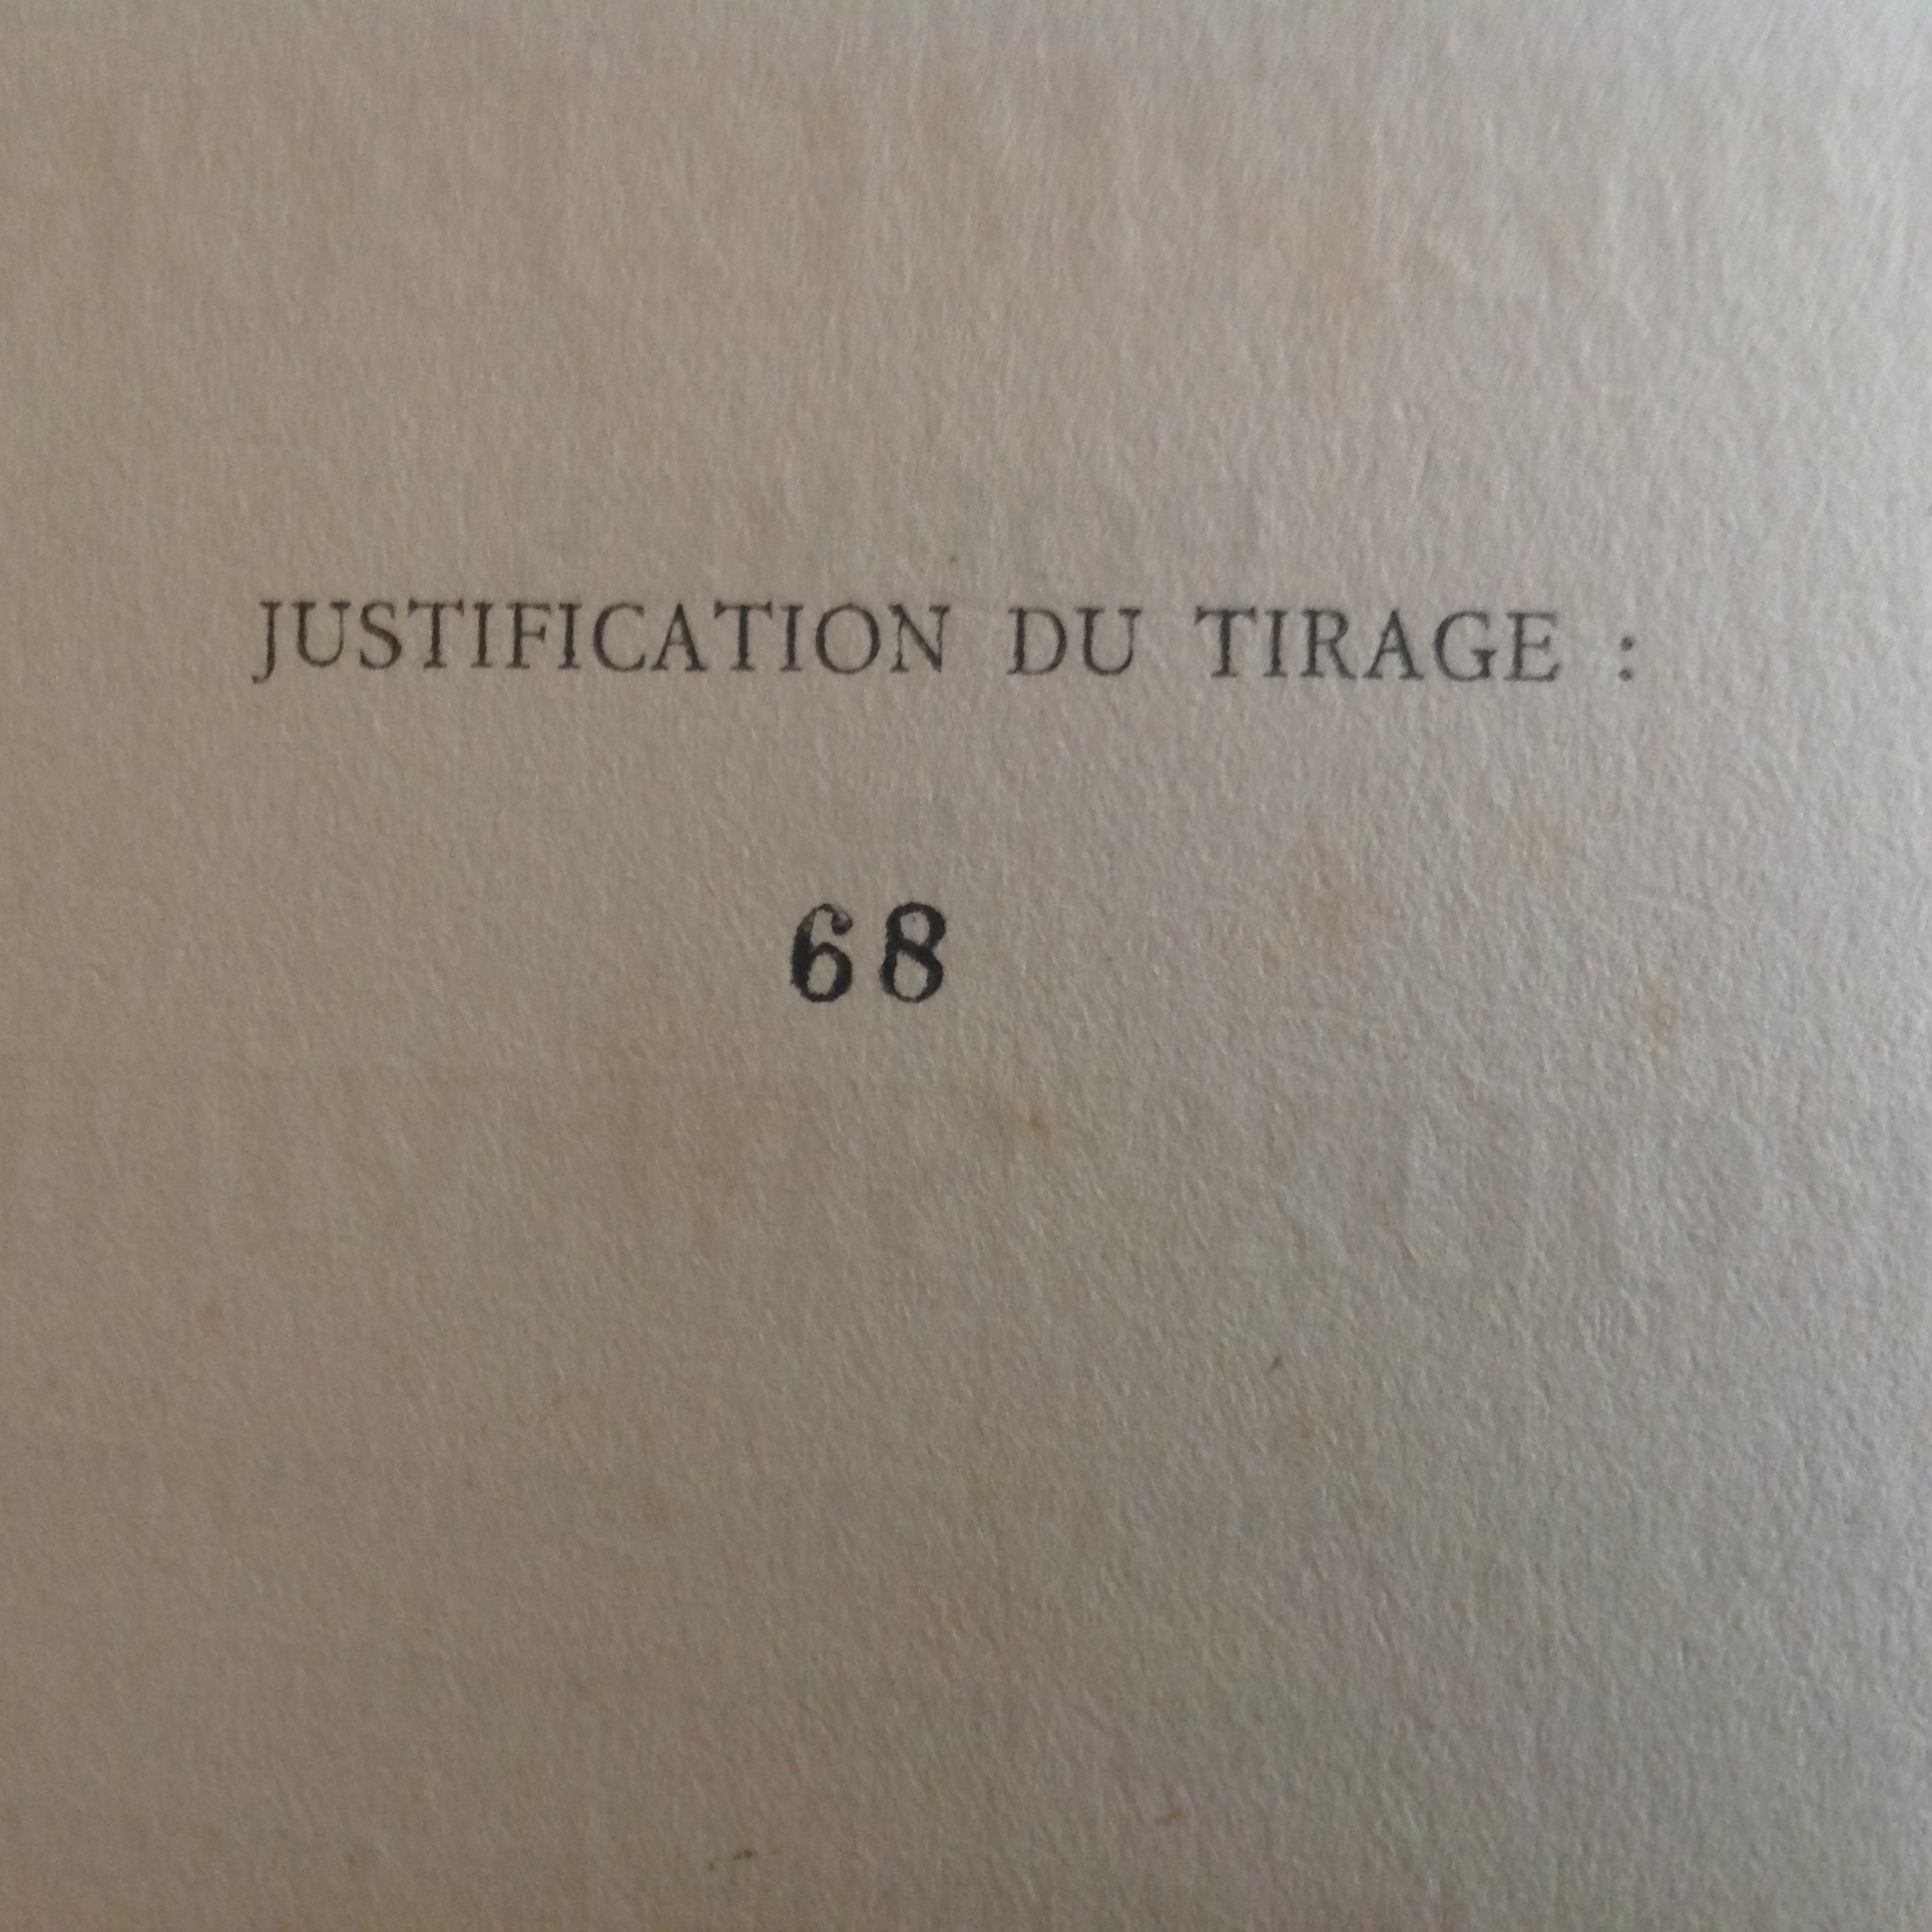 JUSTIFICATION DU TIRAGE :
68